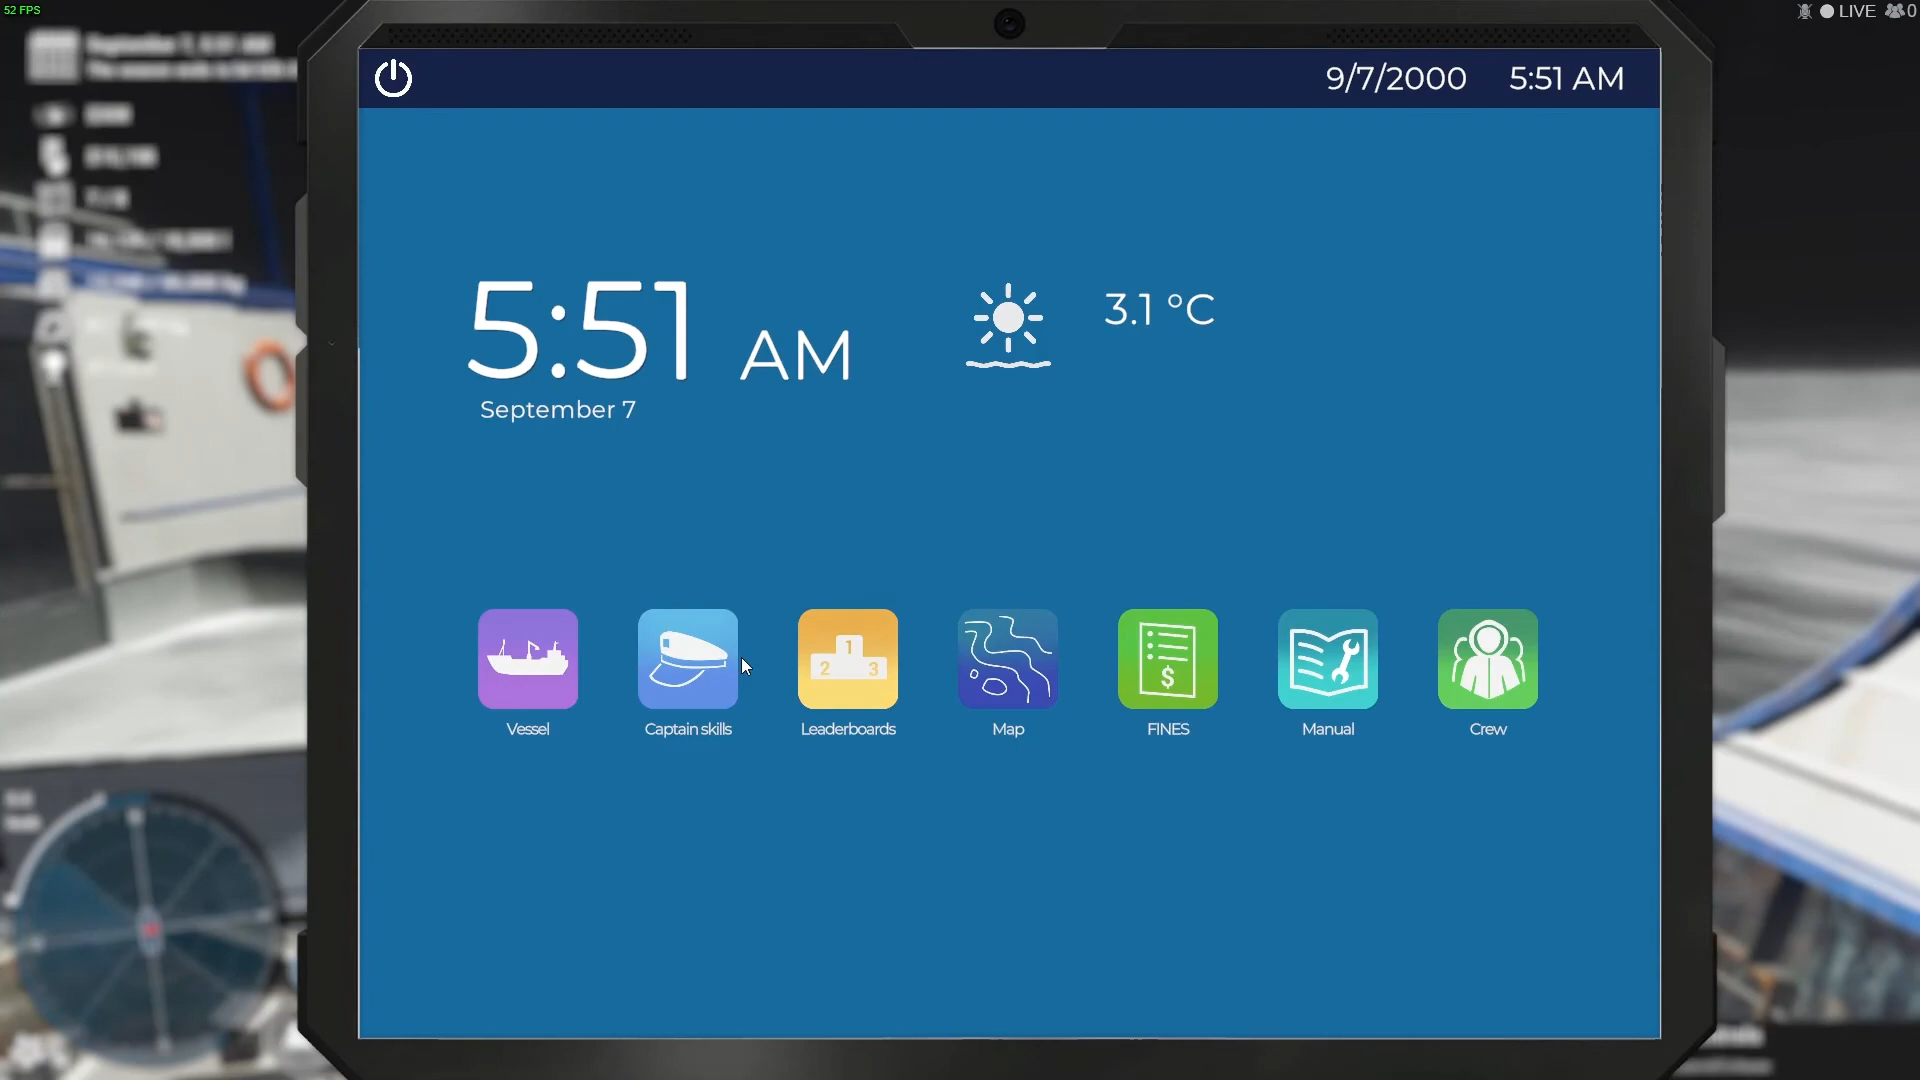 52 FPS
LIVE 0
9/7/2000 5:51 AM
5:51 AM
3.1 °C
September 7
1
2 3
$
Vessel
Captain skills
Leaderboards
Map
FINES
Manual
Crew